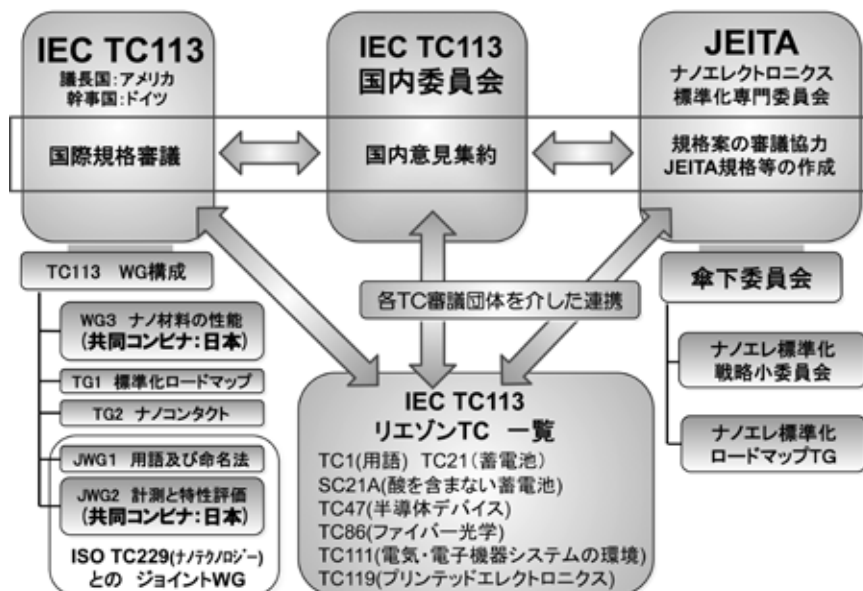 IEC TC113
議長国：アメリカ
幹事国：ドイツ
国際規格審議
IEC TC113
国内委員会
国内意見集約
JEITA
ナノエレクトロニクス
標準化専門委員会
規格案の審議協力
JEITA規格等の作成
TC113 WG構成
WG3 ナノ材料の性能
(共同コンビナ：日本)
TG1 標準化ロードマップ
TG2 ナノコンタクト
JWG1 用語及び命名法
JWG2 計測と特性評価
(共同コンビナ：日本)
ISO TC229(ナノテクノロジー)
との ジョイントWG
各TC審議団体を介した連携
IEC TC113
リエゾンTC 一覧
TC1(用語) TC21(蓄電池)
SC21A(酸を含まない蓄電池)
TC47(半導体デバイス)
TC86(ファイバー光学)
TC111(電気・電子機器システムの環境)
TC119(プリンテッドエレクトロニクス)
傘下委員会
ナノエレ標準化
戦略小委員会
ナノエレ標準化
ロードマップTG